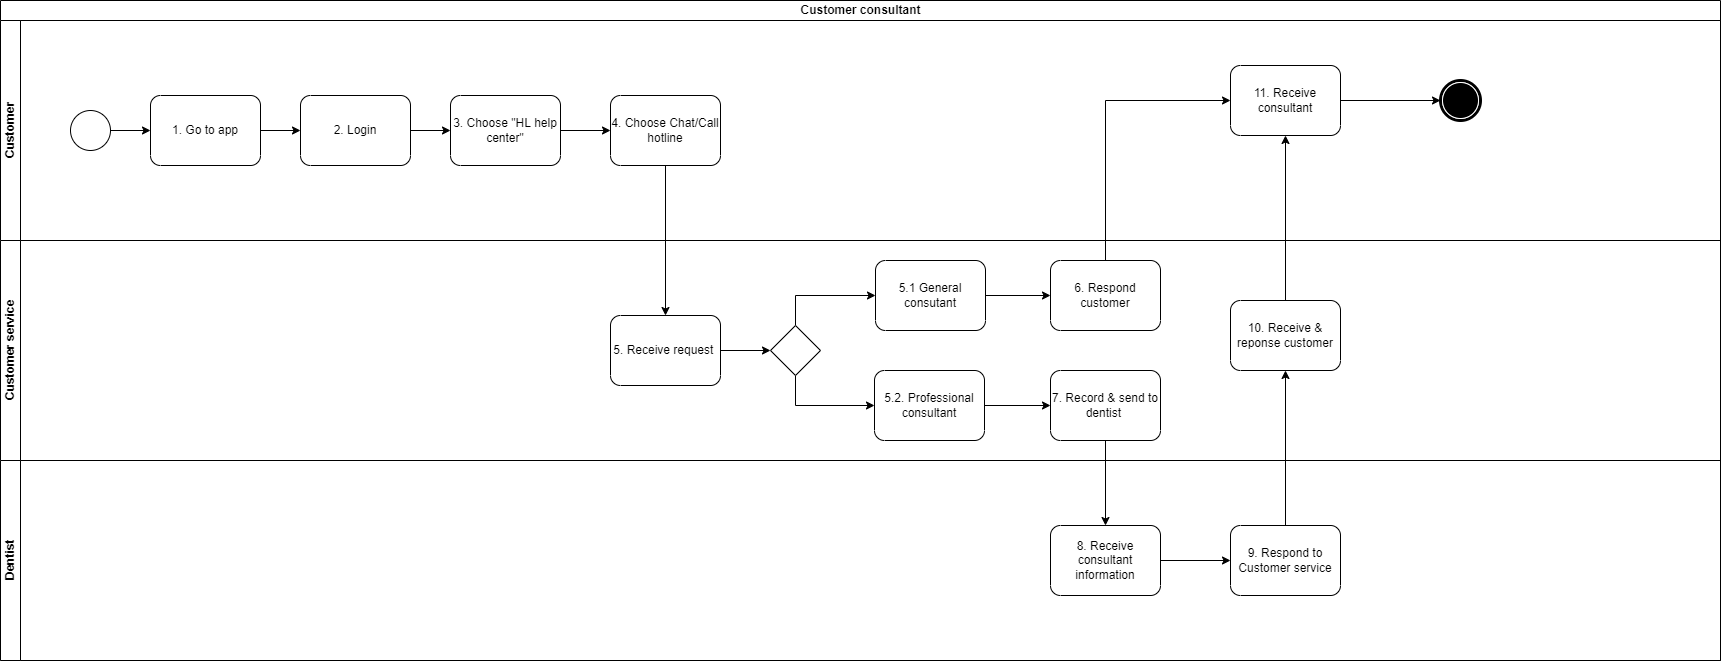 Customer consultant
Customer
1. Go to app
2. Login
3. Choose "HL help
center"
4. Choose Chat/Call
hotline
11. Receive
consultant
Customer service
5. Receive request
5.1 General
consutant
6. Respond
customer
5.2. Professional
consultant
7. Record & send to
dentist
10. Receive &
reponse customer
Dentist
8. Receive
consultant
information
9. Respond to
Customer service